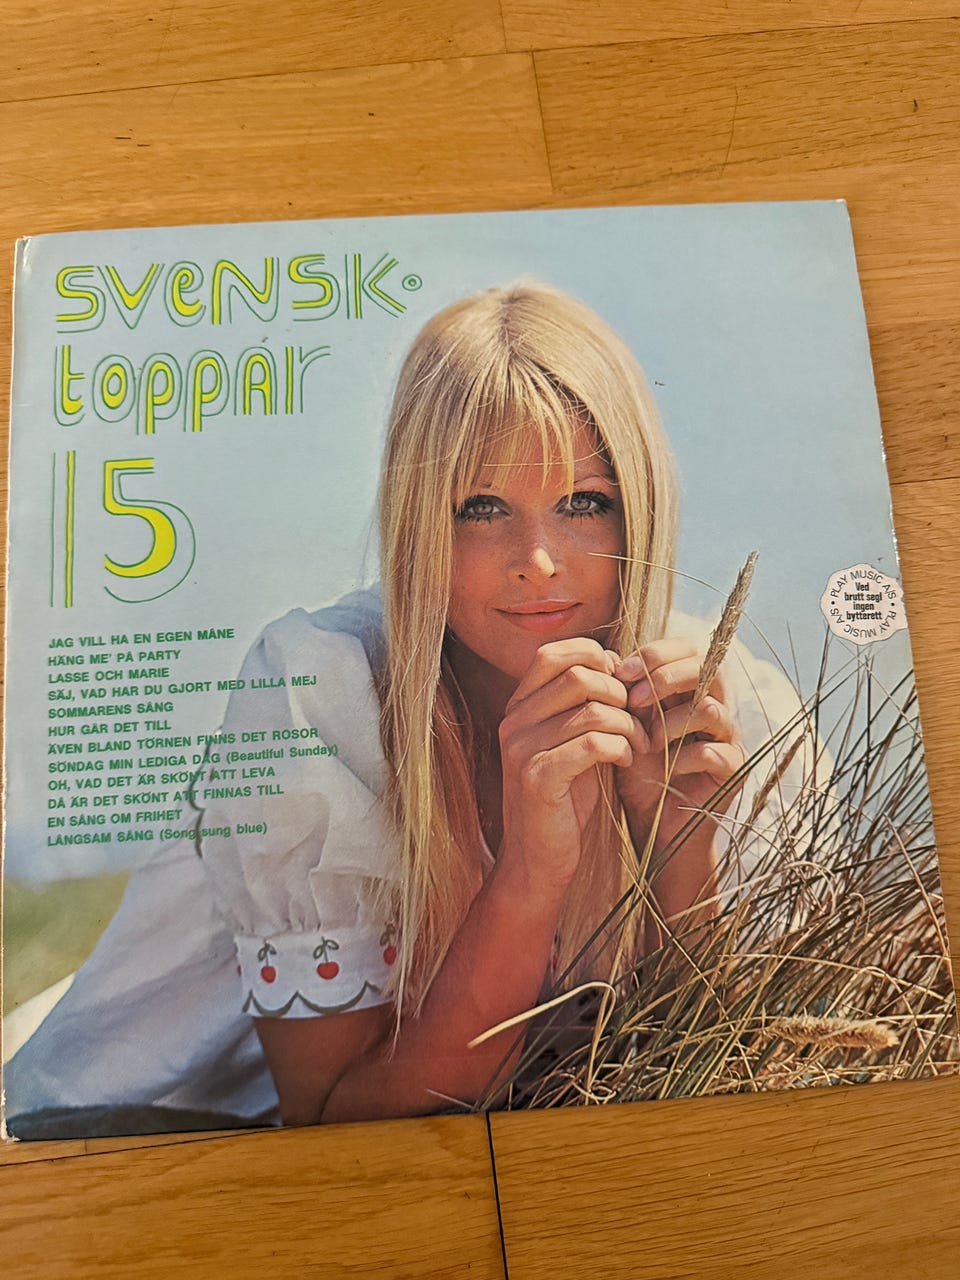 SVENSK·
toppar
15
JAG VILL HA EN EGEN MÅNE
HÄNG ME' PÅ PARTY
LASSE OCH MARIE
SÄJ, VAD HAR DU GJORT MED LILLA MEJ
SOMMARENS SÅNG
HUR GÅR DET TILL
ÄVEN BLAND TÖRNEN FINNS DET ROSOR
SÖNDAG MIN LEDIGA DAG (Beautiful Sunday)
OH, VAD DET ÄR SKÖNT ATT LEVA
DÅ ÄR DET SKÖNT ATT FINNAS TILL
EN SÅNG OM FRIHET
LÅNGSAM SÅNG (Song sung blue)
PLAY MUSIC A/S • PLAY MUSIC A/S •
Ved
brutt segl
ingen
bytterett